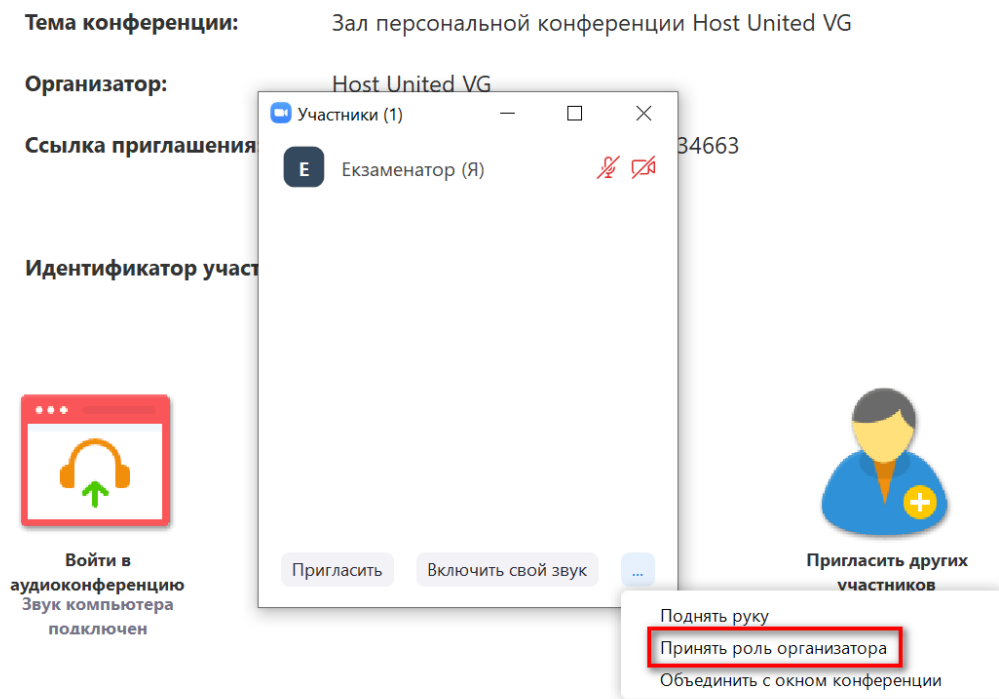 Тема конференции: Зал персональной конференции Host United VG
Организатор: Host United VG
Ссылка приглашения: 34663
Идентификатор участ
Участники (1)
E
Екзаменатор (Я)
Пригласить Включить свой звук ...
Войти в
аудиоконференцию
Звук компьютера
подключен
Пригласить других
участников
Поднять руку
Принять роль организатора
Объединить с окном конференции